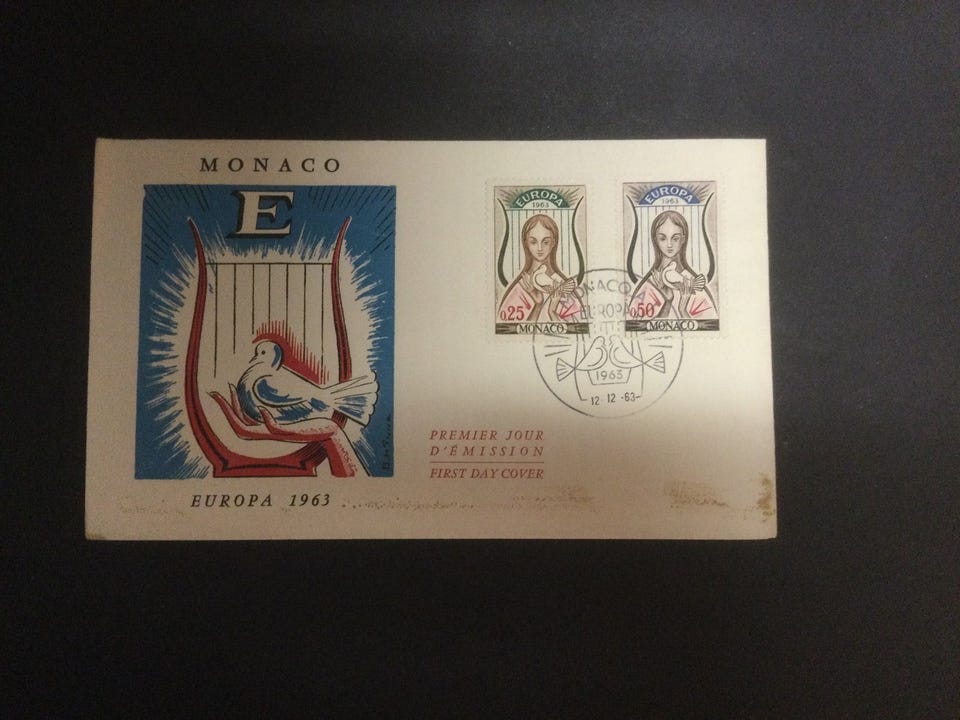 MONACO
E
EUROPA 1963
EUROPA
1963
0,25
MONACO
EUROPA
1963
0,50
MONACO
MONACO-A
EUROPA
1963
12 12 -63-
PREMIER JOUR
D'ÉMISSION
FIRST DAY COVER